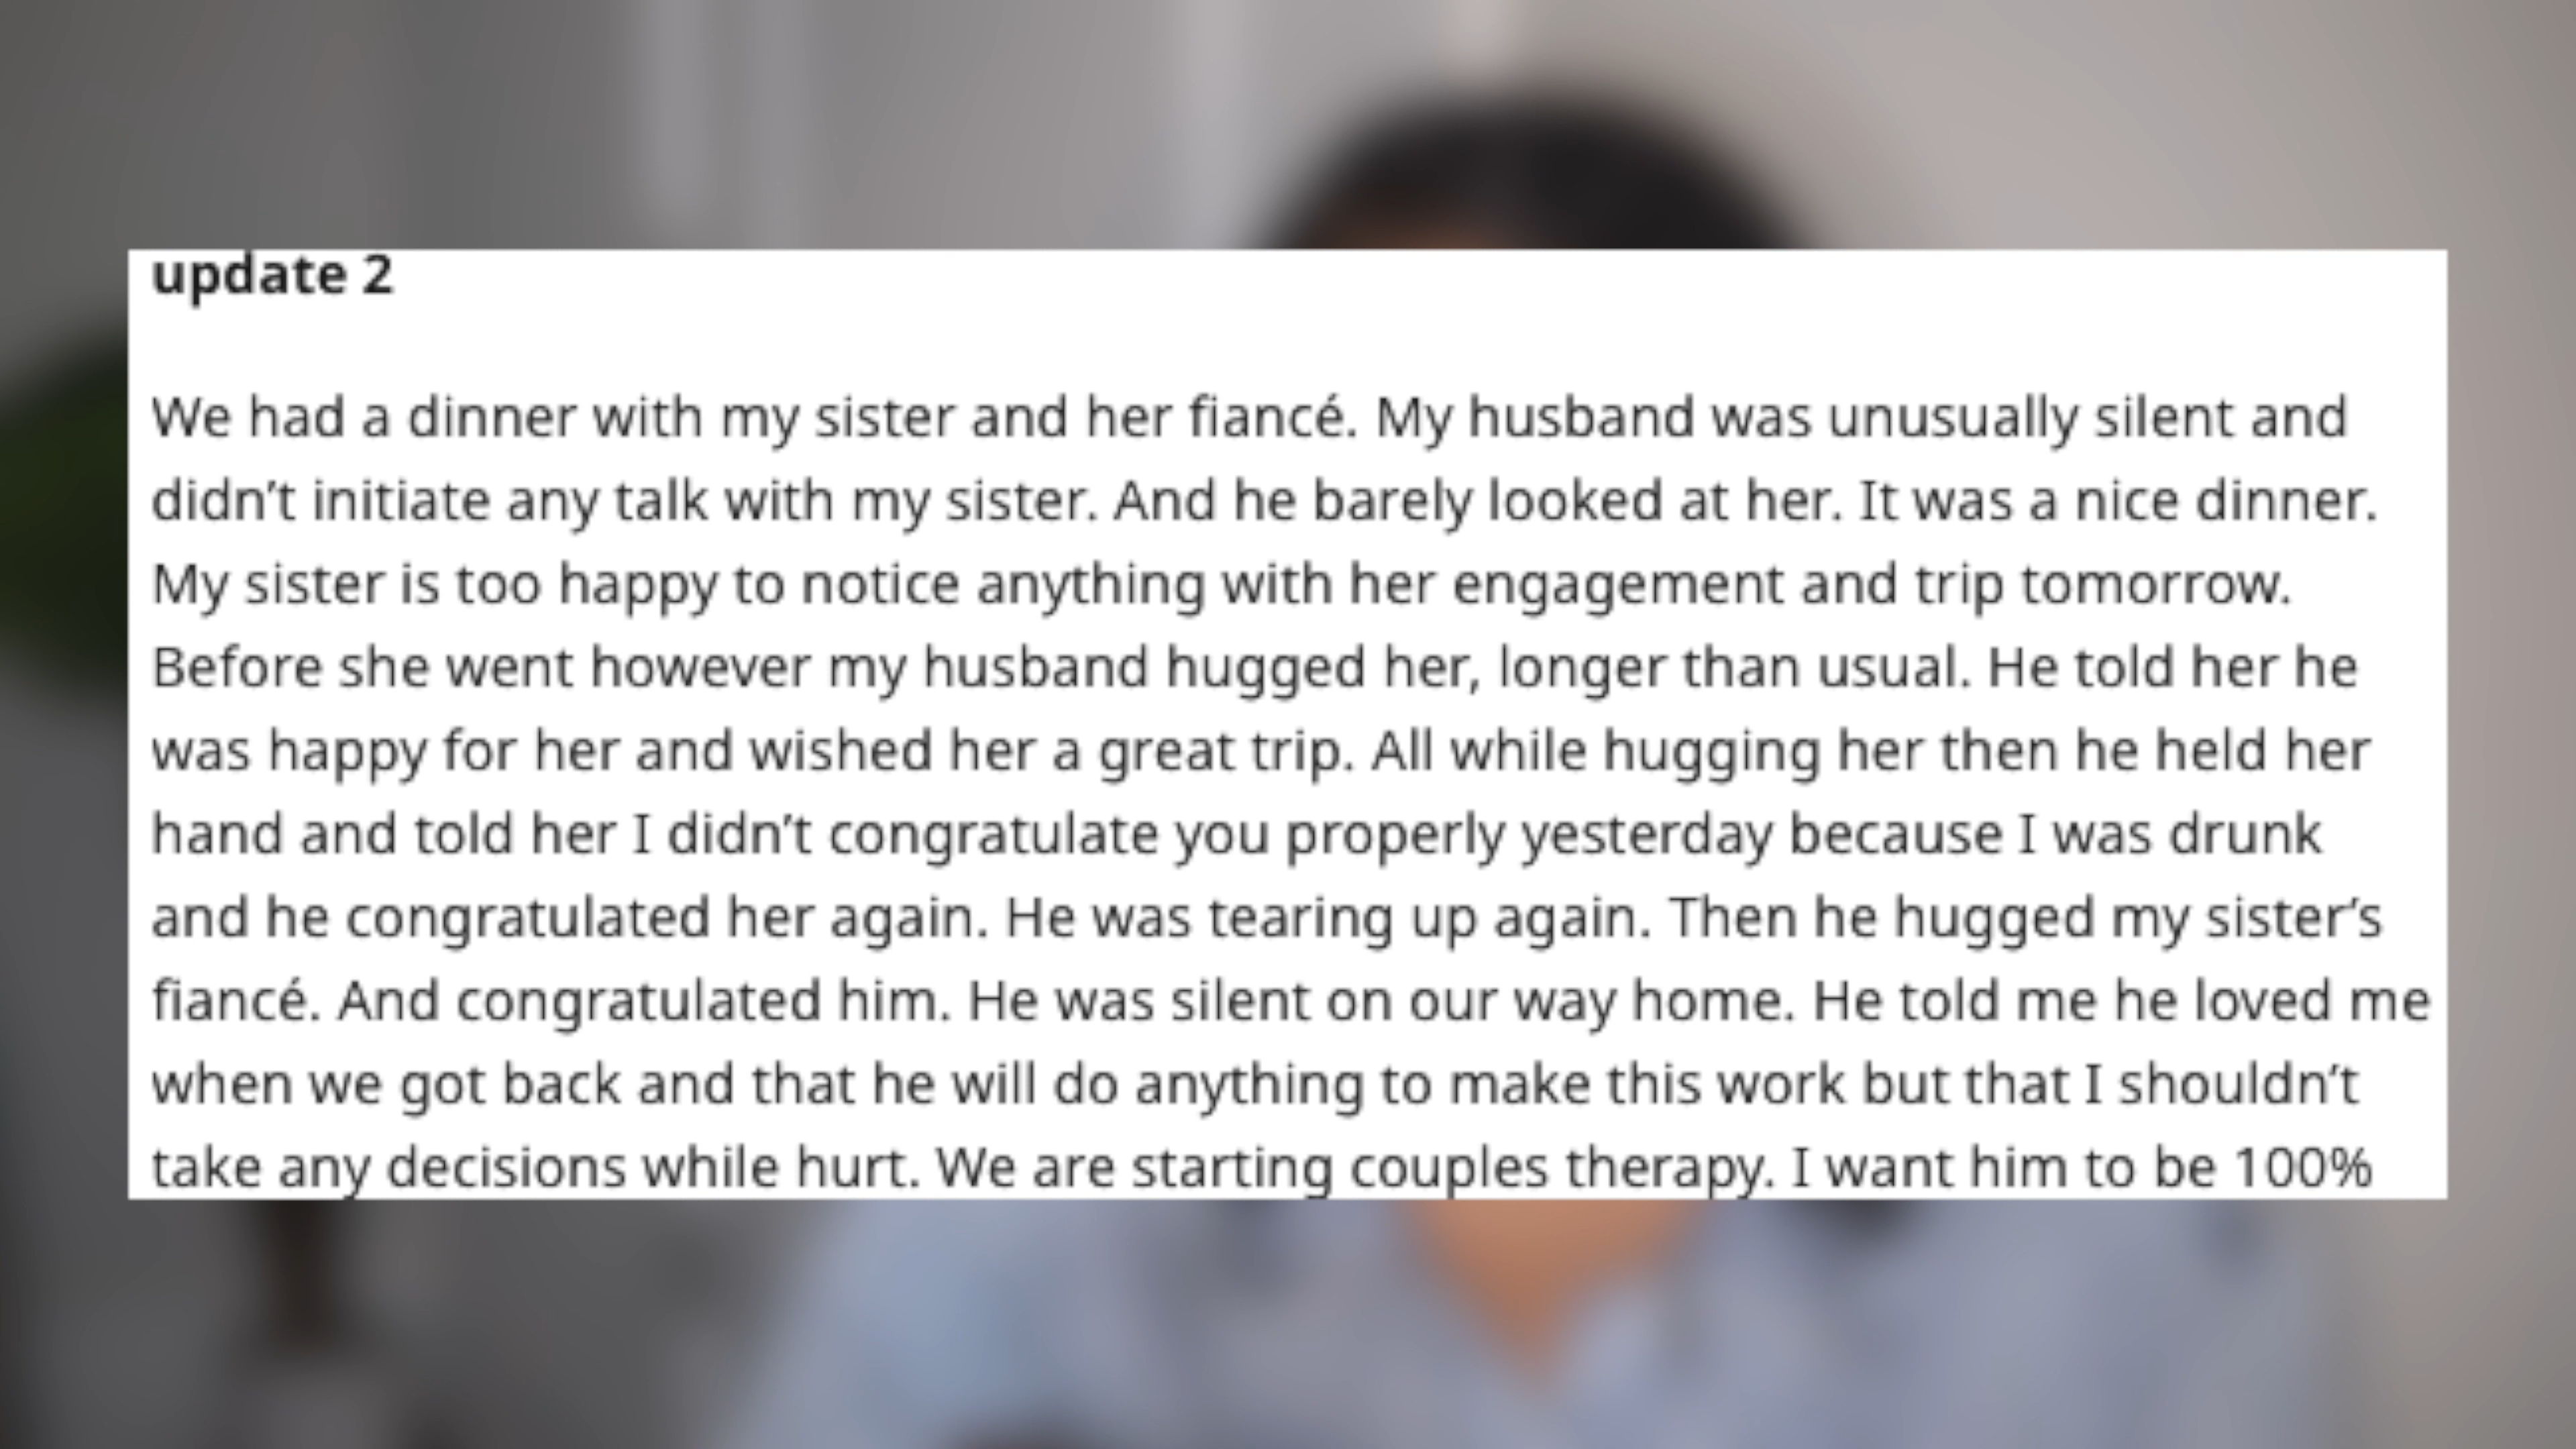 update 2
We had a dinner with my sister and her fiancé. My husband was unusually silent and
didn’t initiate any talk with my sister. And he barely looked at her. It was a nice dinner.
My sister is too happy to notice anything with her engagement and trip tomorrow.
Before she went however my husband hugged her, longer than usual. He told her he
was happy for her and wished her a great trip. All while hugging her then he held her
hand and told her I didn’t congratulate you properly yesterday because I was drunk
and he congratulated her again. He was tearing up again. Then he hugged my sister’s
fiancé. And congratulated him. He was silent on our way home. He told me he loved me
when we got back and that he will do anything to make this work but that I shouldn’t
take any decisions while hurt. We are starting couples therapy. I want him to be 100%